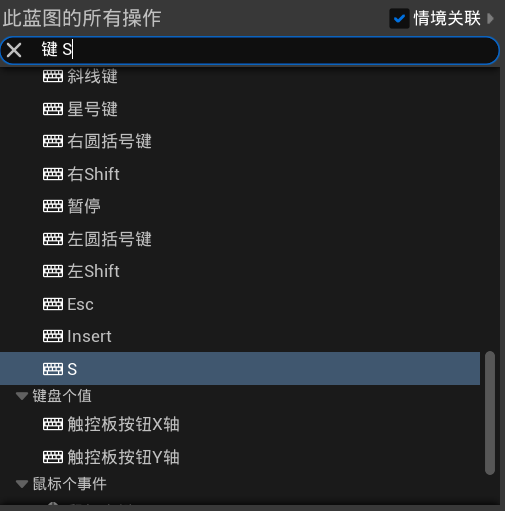 此蓝图的所有操作 情境关联
键 S
斜线键
星号键
右圆括号键
右Shift
暂停
左圆括号键
左Shift
Esc
Insert
S
键盘个值
触控板按钮X轴
触控板按钮Y轴
鼠标个事件